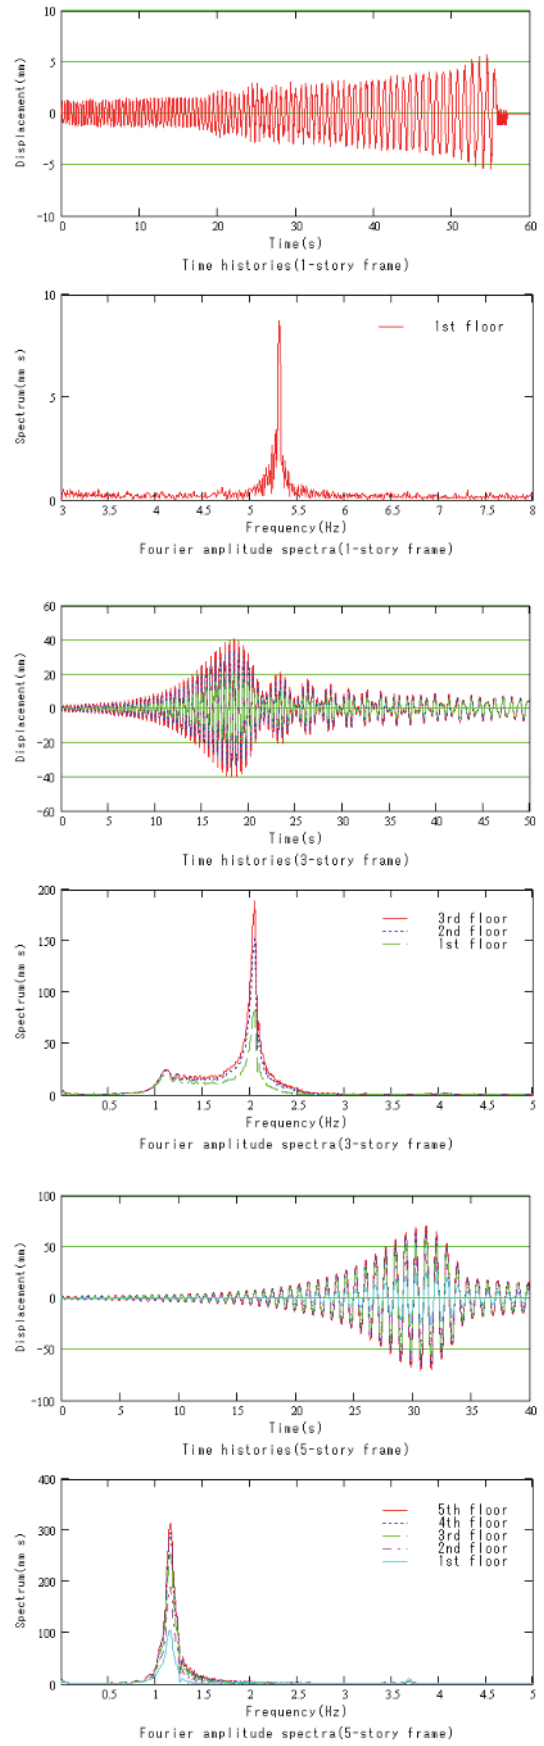 10
5
0
-5
-10
Displacement(mm)
0 10 20 30 40 50 60
Time(s)
Time histories(1-story frame)
10
5
0
Spectrum(mm s)
1st floor
3 3.5 4 4.5 5 5.5 6 6.5 7 7.5 8
Frequency(Hz)
Fourier amplitude spectra(1-story frame)
60
40
20
0
-20
-40
-60
Displacement(mm)
0 5 10 15 20 25 30 35 40 45 50
Time(s)
Time histories(3-story frame)
200
150
100
50
0
Spectrum(mm s)
3rd floor
2nd floor
1st floor
0.5 1 1.5 2 2.5 3 3.5 4 4.5 5
Frequency(Hz)
Fourier amplitude spectra(3-story frame)
100
50
0
-50
-100
Displacement(mm)
0 5 10 15 20 25 30 35 40
Time(s)
Time histories(5-story frame)
400
300
200
100
0
Spectrum(mm s)
5th floor
4th floor
3rd floor
2nd floor
1st floor
0.5 1 1.5 2 2.5 3 3.5 4 4.5 5
Frequency(Hz)
Fourier amplitude spectra(5-story frame)